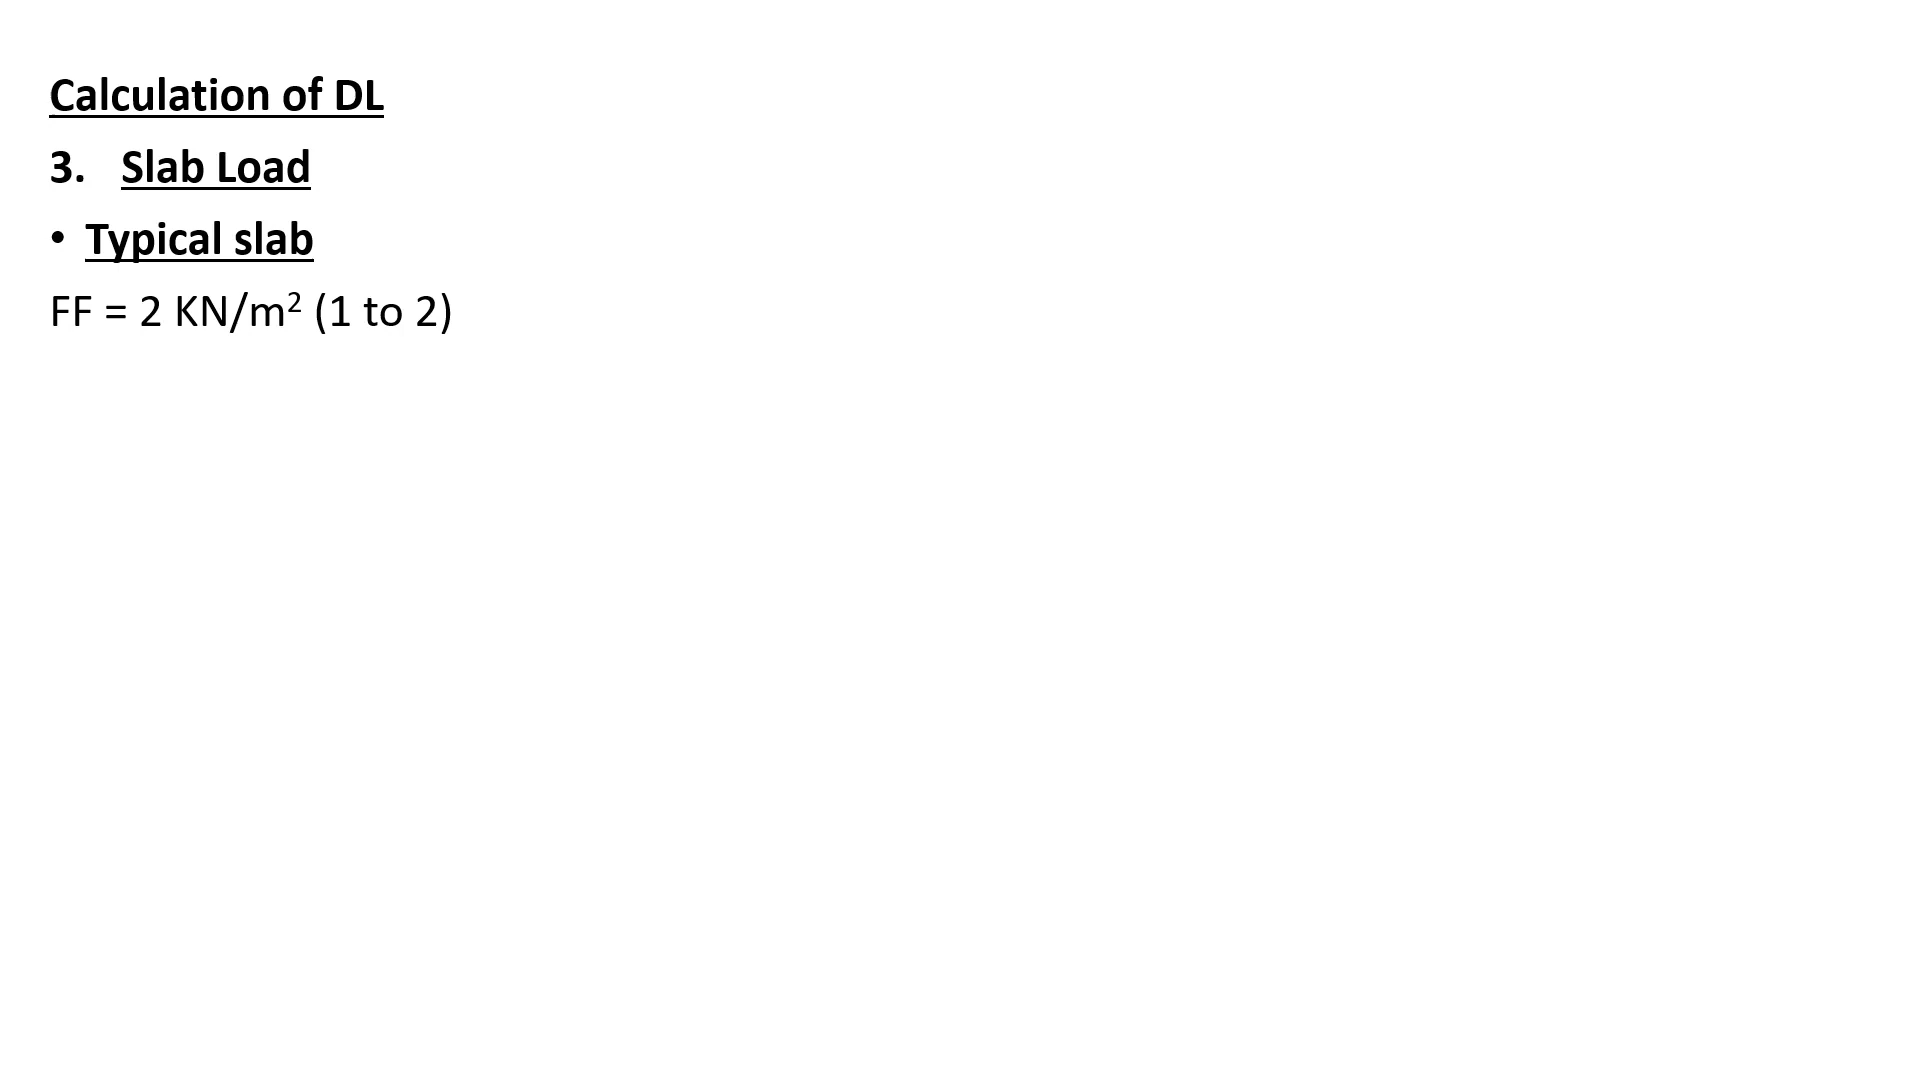 Calculation of DL
3. Slab Load
• Typical slab
FF = 2 KN/m² (1 to 2)